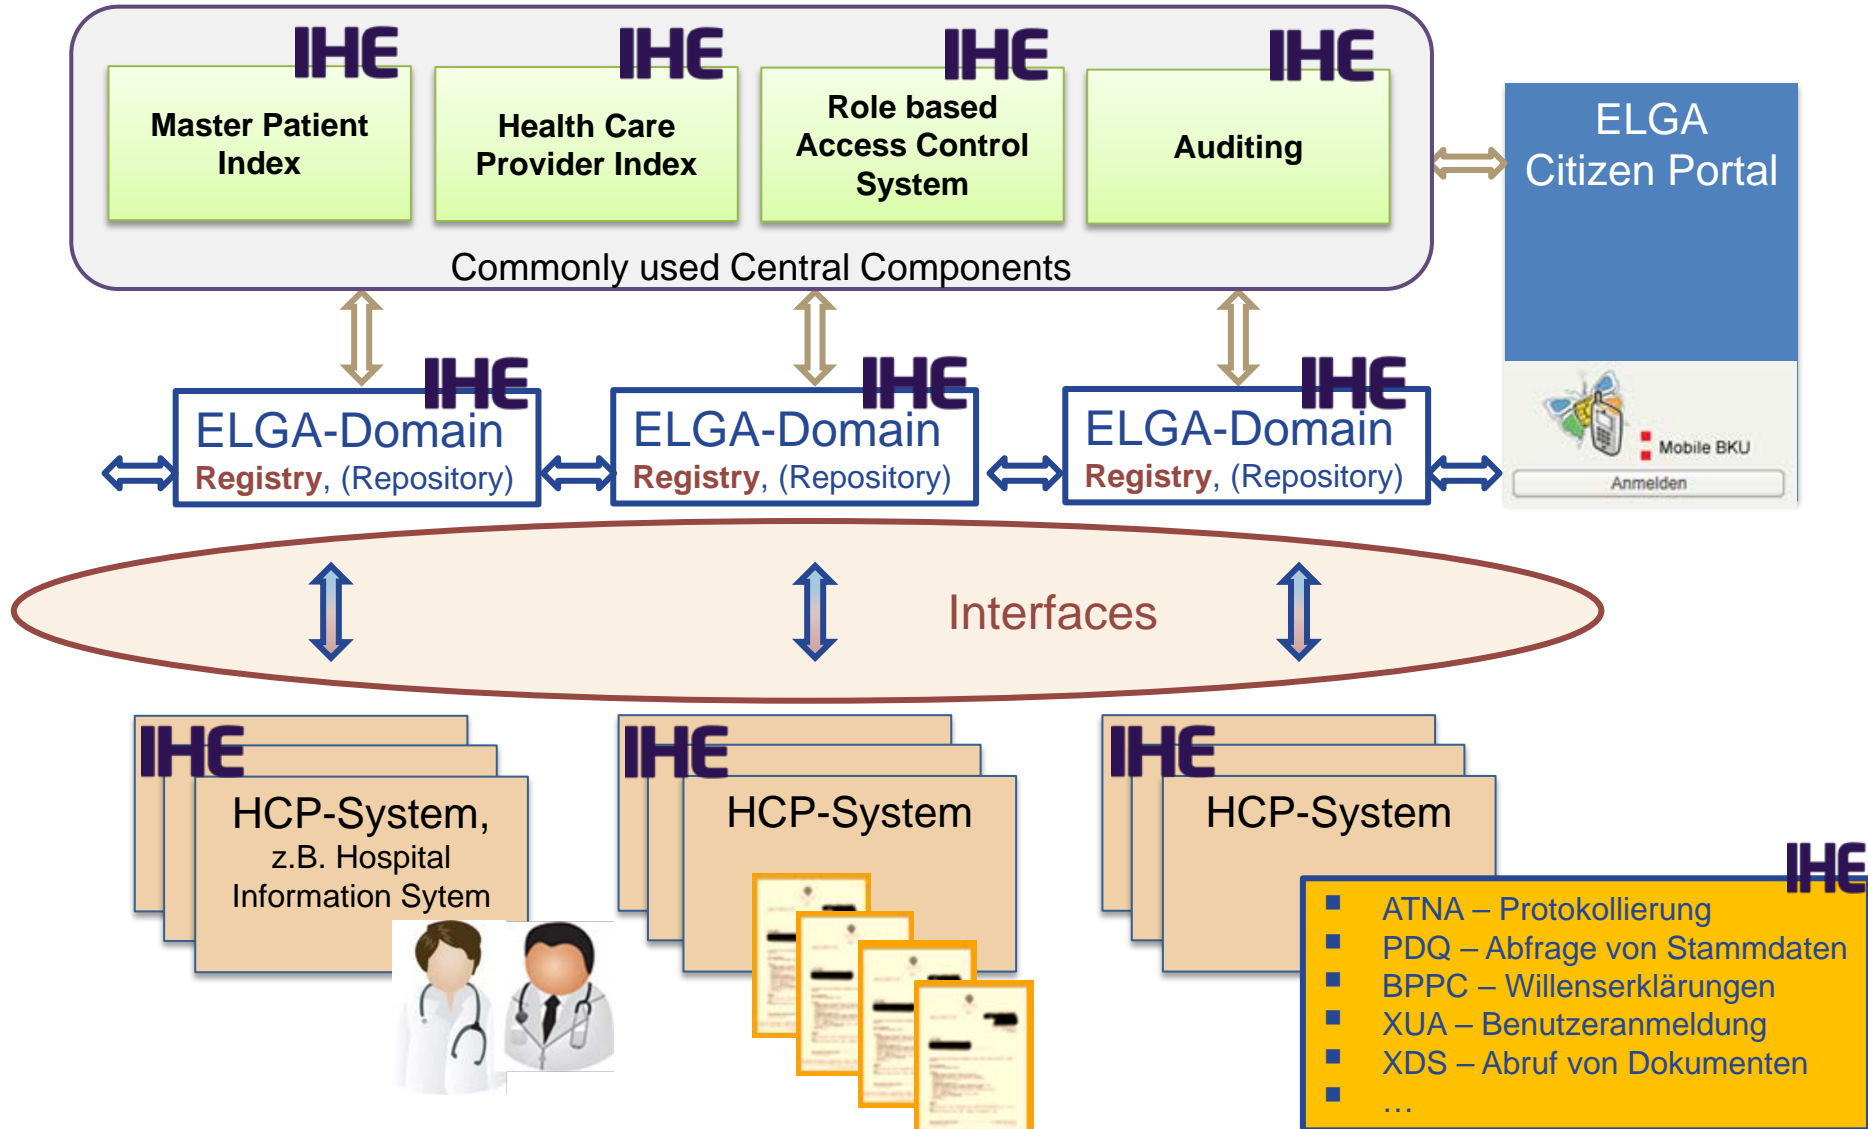 IHE
IHE
IHE
IHE
Master Patient
Index
Health Care
Provider Index
Role based
Access Control
System
Auditing
Commonly used Central Components
ELGA
Citizen Portal
Mobile BKU
Anmelden
IHE
ELGA-Domain
Registry, (Repository)
IHE
ELGA-Domain
Registry, (Repository)
IHE
ELGA-Domain
Registry, (Repository)
Interfaces
IHE
HCP-System,
z.B. Hospital
Information Sytem
IHE
HCP-System
IHE
HCP-System
IHE
ATNA – Protokollierung
PDQ – Abfrage von Stammdaten
BPPC – Willenserklärungen
XUA – Benutzeranmeldung
XDS – Abruf von Dokumenten
…